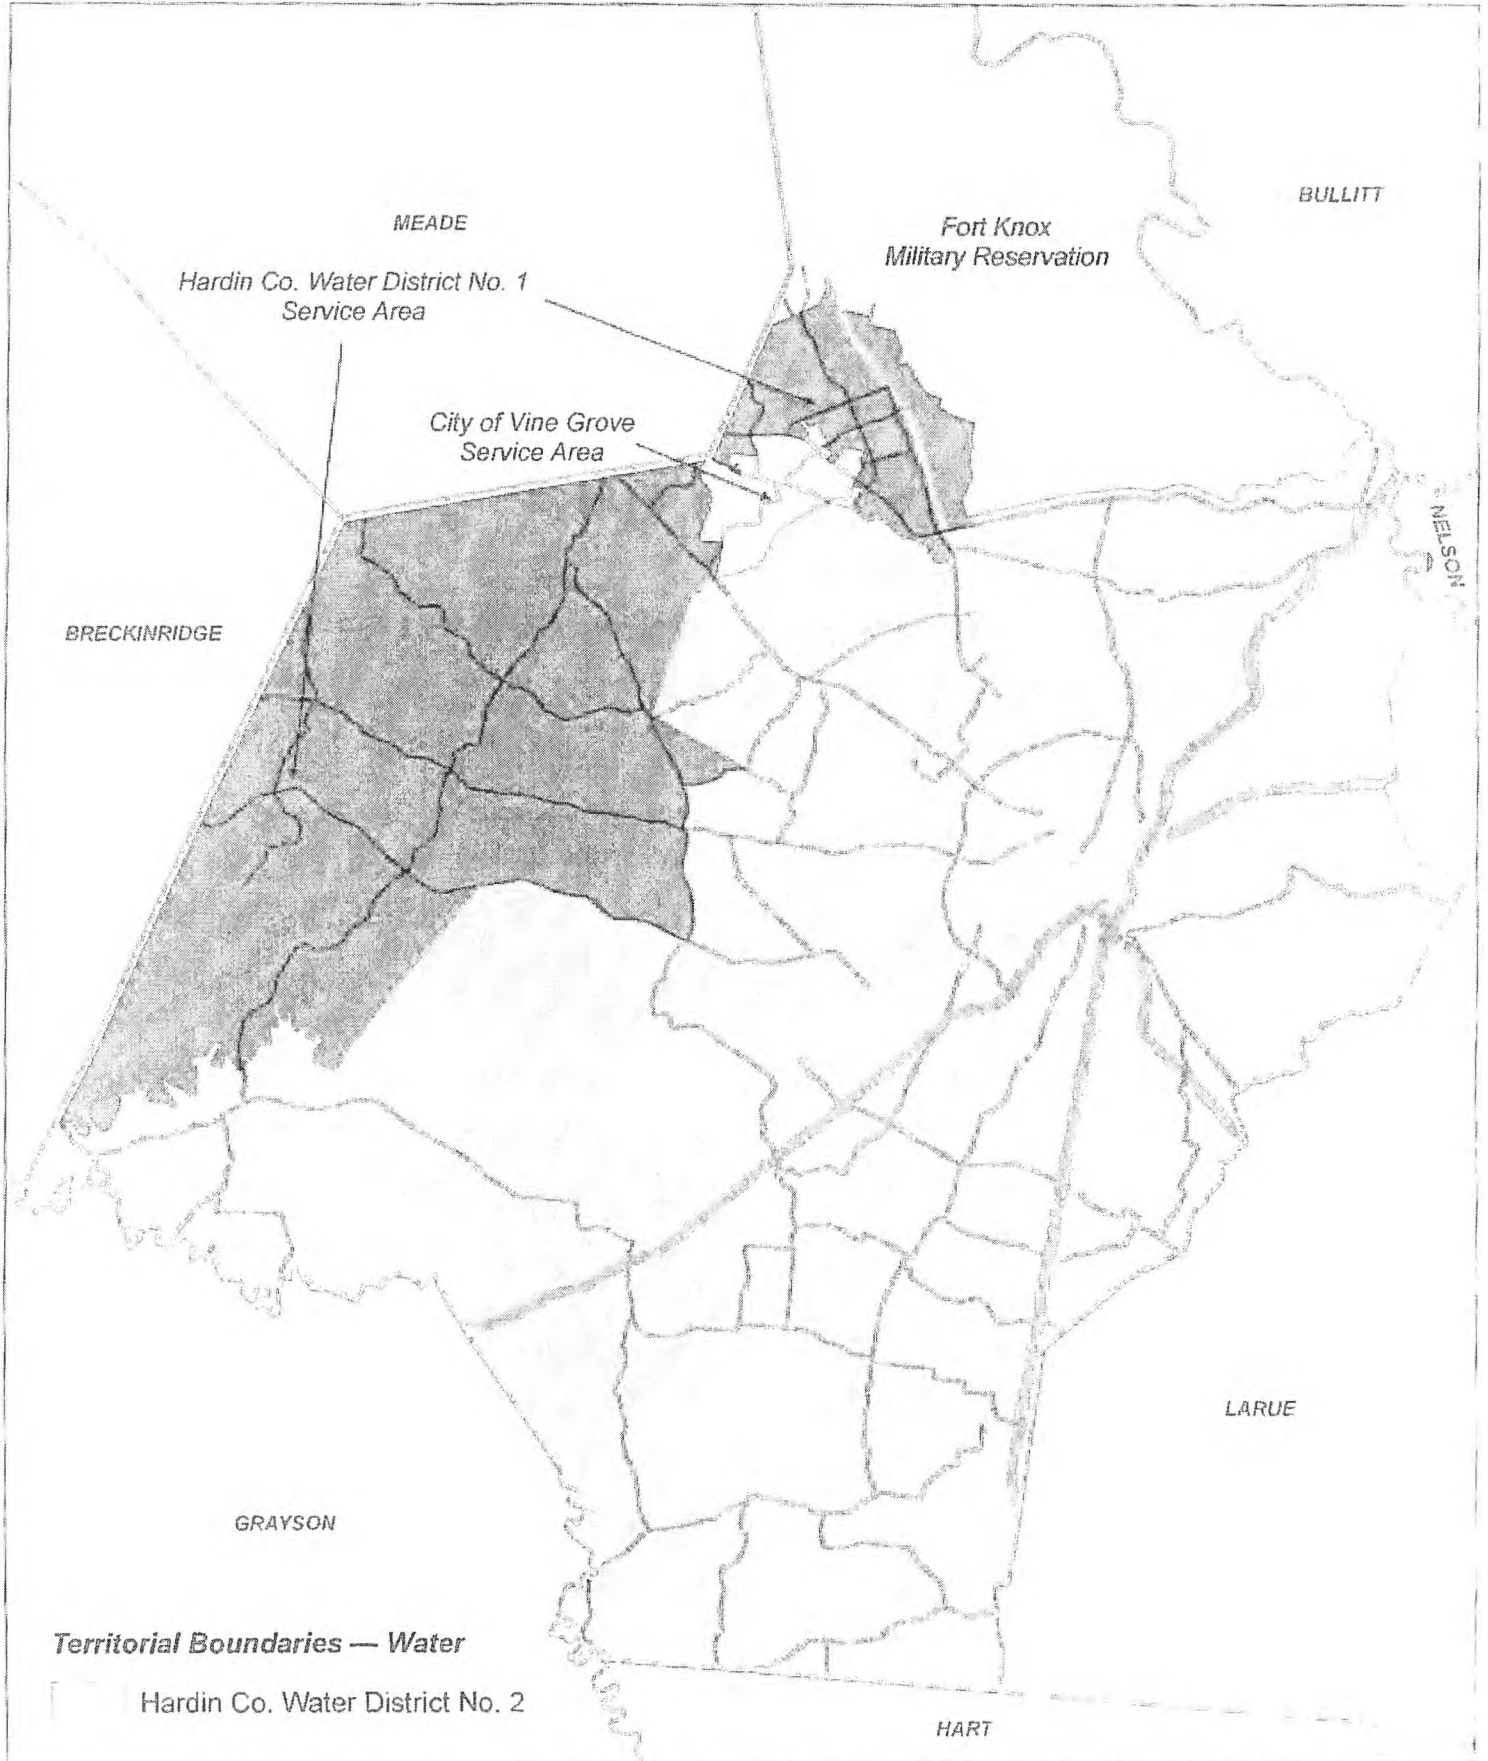 BULLITT
MEADE
Fort Knox
Military Reservation
Hardin Co. Water District No. 1
Service Area
City of Vine Grove
Service Area
NELSON
BRECKINRIDGE
LARUE
GRAYSON
Territorial Boundaries — Water
Hardin Co. Water District No. 2
HART